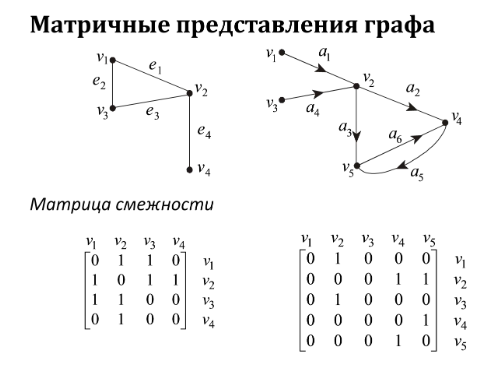 Матричные представления графа
v₁ e₁ v₂ e₂ v₃ e₃ e₄ v₄
v₁ a₁ v₂ a₂ v₃ a₄ v₄ a₃ a₆ v₅ a₅
Матрица смежности
v₁ v₂ v₃ v₄
0 1 1 0 v₁
1 0 1 1 v₂
1 1 0 0 v₃
0 1 0 0 v₄
v₁ v₂ v₃ v₄ v₅
0 1 0 0 0 v₁
0 0 0 1 1 v₂
0 1 0 0 0 v₃
0 0 0 0 1 v₄
0 0 0 1 0 v₅